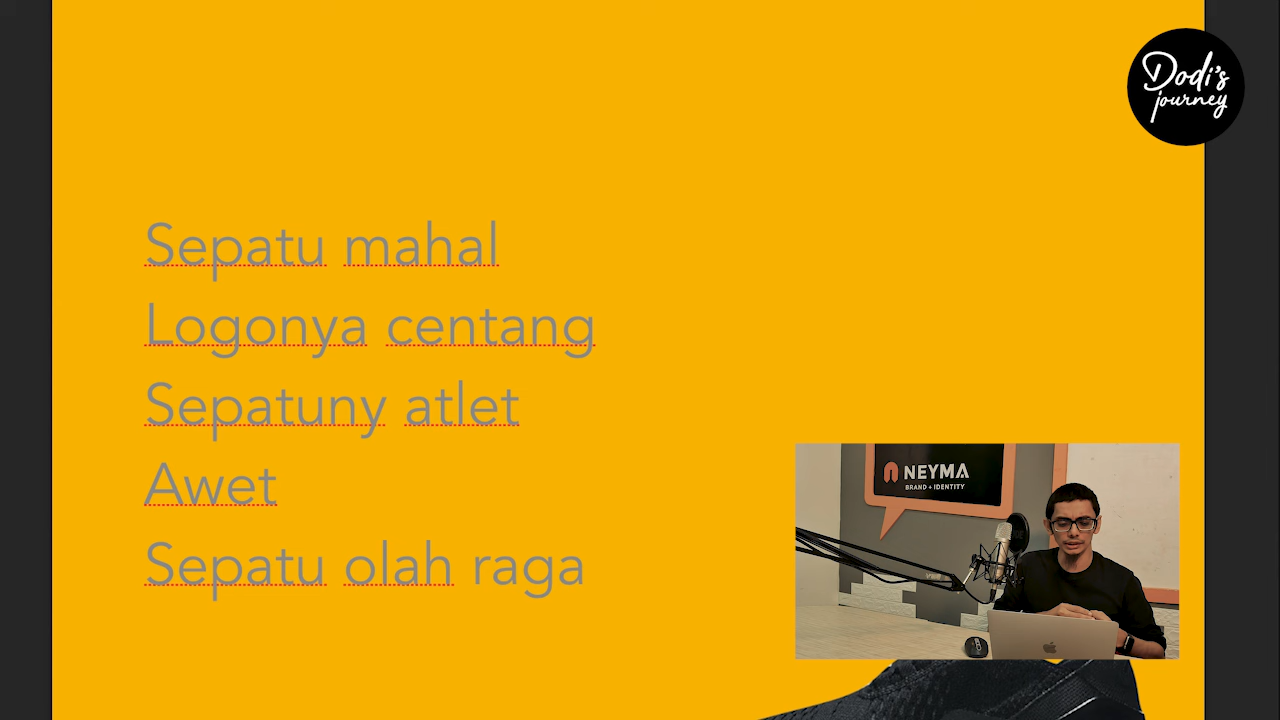 Dodi's
journey
Sepatu mahal
Logonya centang
Sepatuny atlet
Awet
Sepatu olah raga
NEYMA
BRAND + IDENTITY